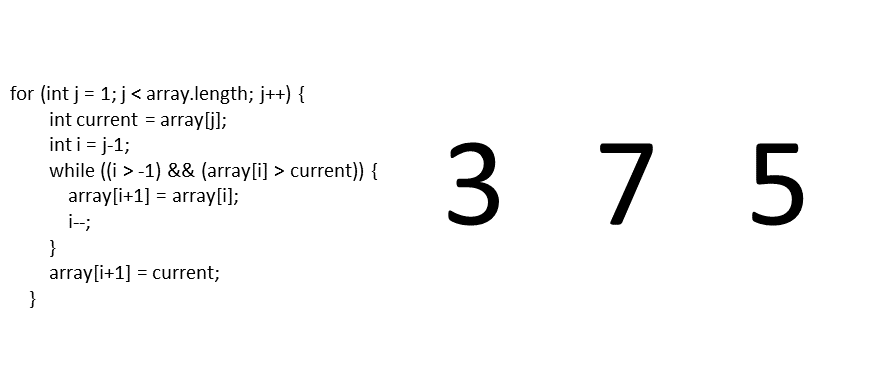 for (int j = 1; j < array.length; j++) {
int current = array[j];
int i = j-1;
while ((i > -1) && (array[i] > current)) {
array[i+1] = array[i];
i--;
}
array[i+1] = current;
}
3 7 5